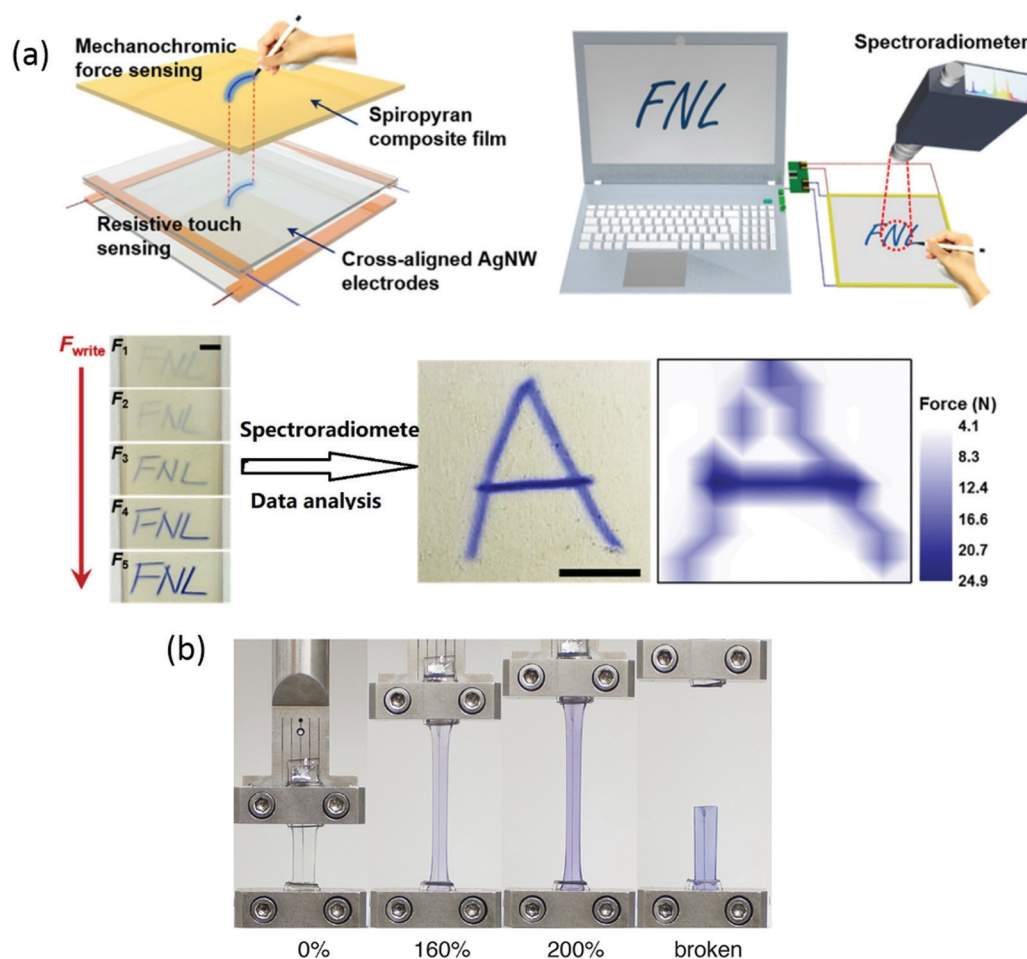 (a)
Mechanochromic
force sensing
Spiropyran
composite film
Resistive touch
sensing
Cross-aligned AgNW
electrodes
FNL
Spectroradiometer
FNL
Fwrite
F1 FNL
F2 FNL
F3 FNL
F4 FNL
F5 FNL
Spectroradiomete
Data analysis
A
Force (N)
4.1
8.3
12.4
16.6
20.7
24.9
(b)
0% 160% 200% broken